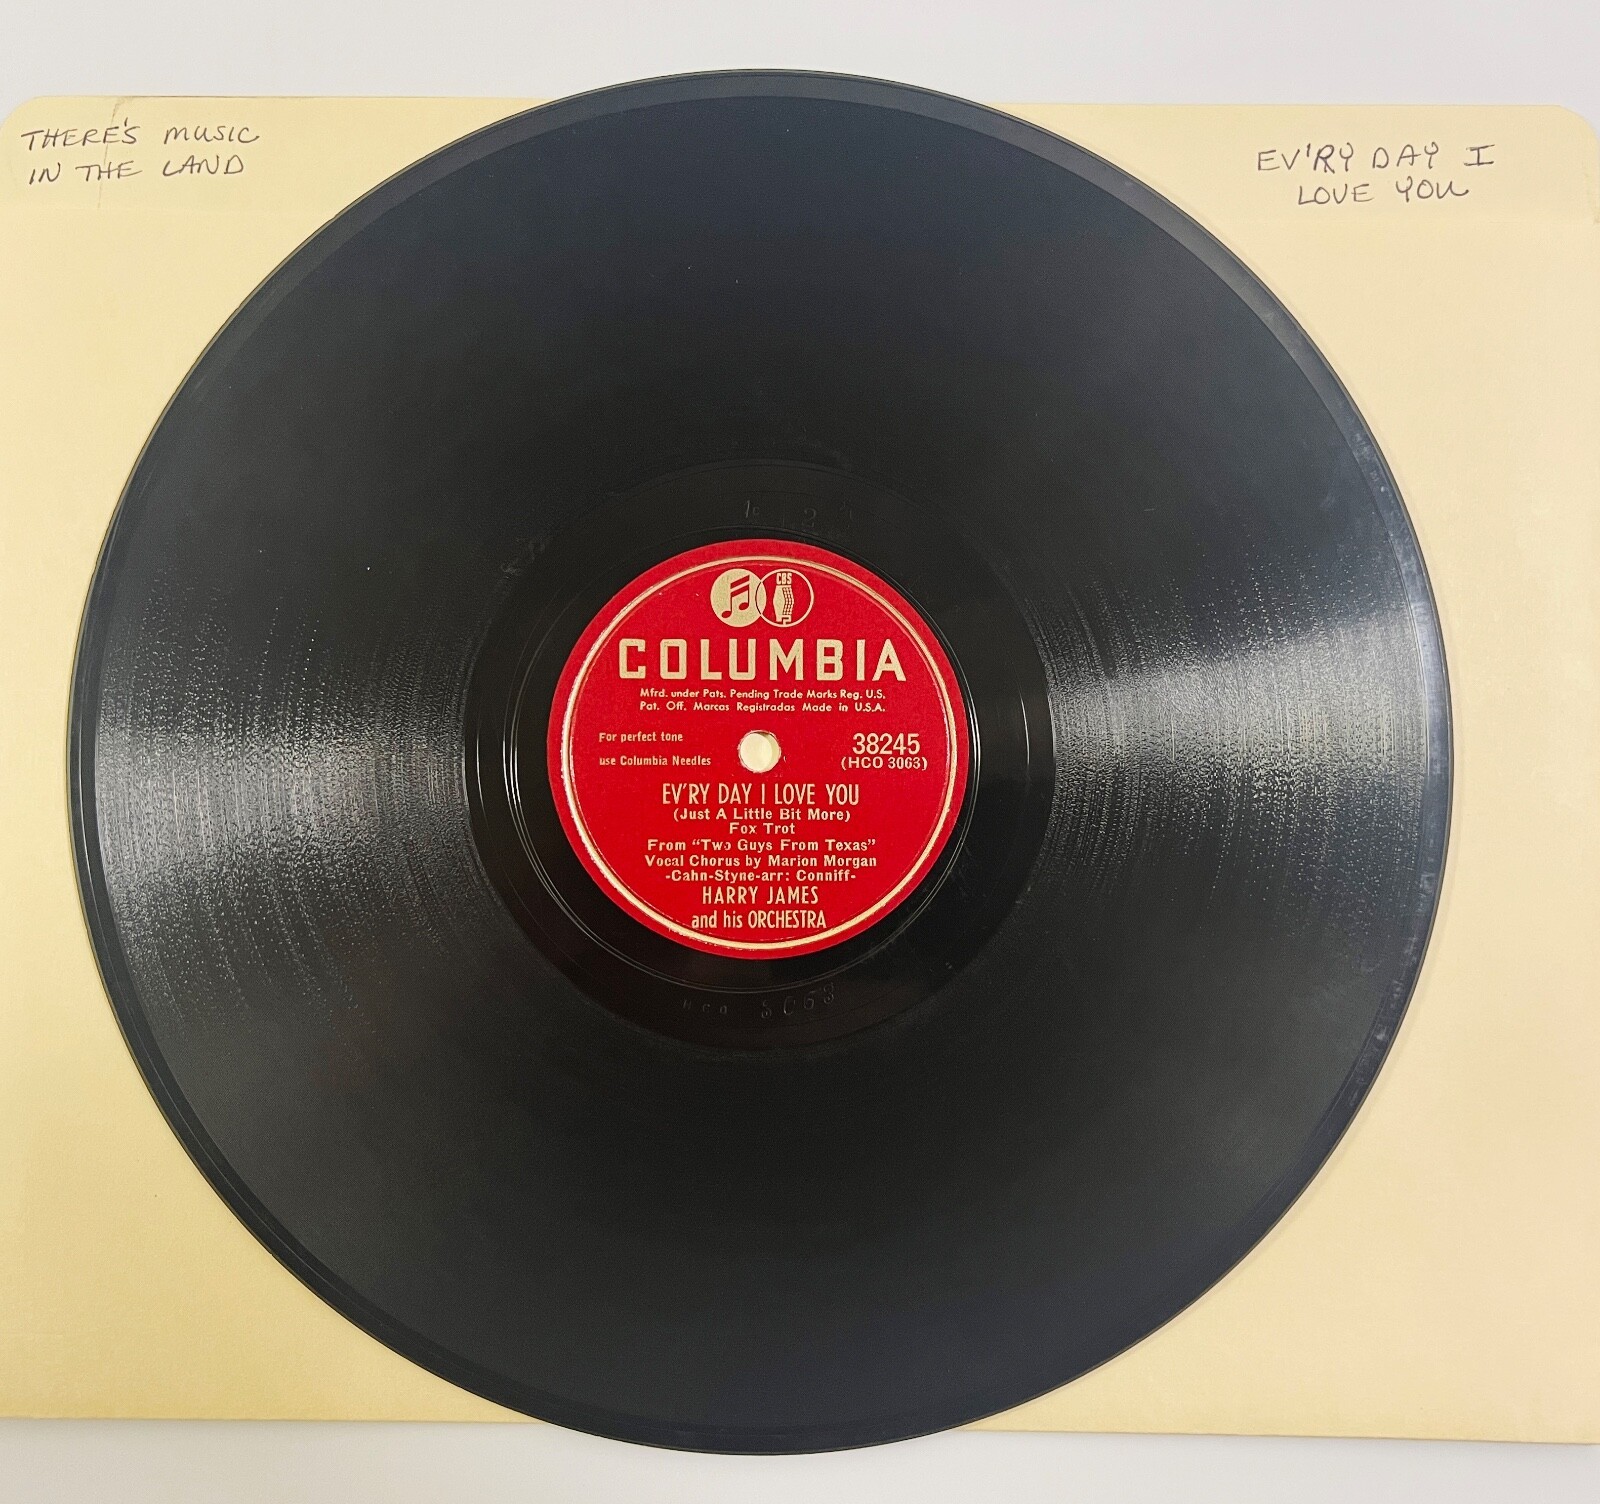 THERE'S MUSIC
IN THE LAND
EV'RY DAY I
LOVE YOU
CBS
COLUMBIA
Mfrd. under Pats. Pending Trade Marks Reg. U.S.
Pat. Off. Marcas Registradas Made in U.S.A.
For perfect tone
use Columbia Needles
38245
(HCO 3063)
EV'RY DAY I LOVE YOU
(Just A Little Bit More)
Fox Trot
From “Two Guys From Texas”
Vocal Chorus by Marion Morgan
-Cahn-Styne-arr: Conniff-
HARRY JAMES
and his ORCHESTRA
HCO 3063